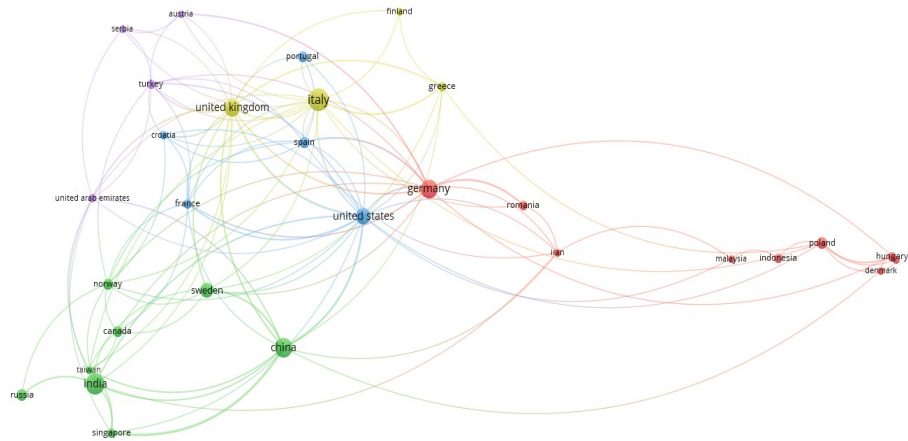 finland
austria
serbia
portugal
turkey
greece
italy
united kingdom
croatia
spain
germany
united arab emirates
france
romania
united states
poland
iran
malaysia
indonesia
hungary
denmark
norway
sweden
canada
china
taiwan
india
russia
singapore